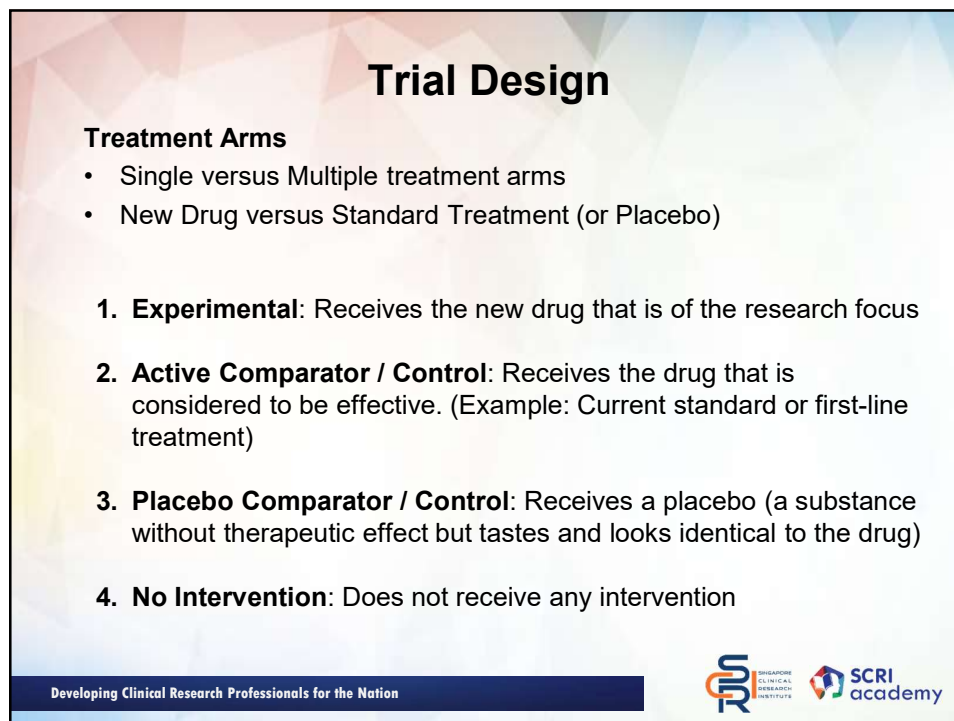 Trial Design
Treatment Arms
• Single versus Multiple treatment arms
• New Drug versus Standard Treatment (or Placebo)
1. Experimental: Receives the new drug that is of the research focus
2. Active Comparator / Control: Receives the drug that is
considered to be effective. (Example: Current standard or first-line
treatment)
3. Placebo Comparator / Control: Receives a placebo (a substance
without therapeutic effect but tastes and looks identical to the drug)
4. No Intervention: Does not receive any intervention
Developing Clinical Research Professionals for the Nation
SCRI
SINGAPORE
CLINICAL
RESEARCH
INSTITUTE
SCRI
academy